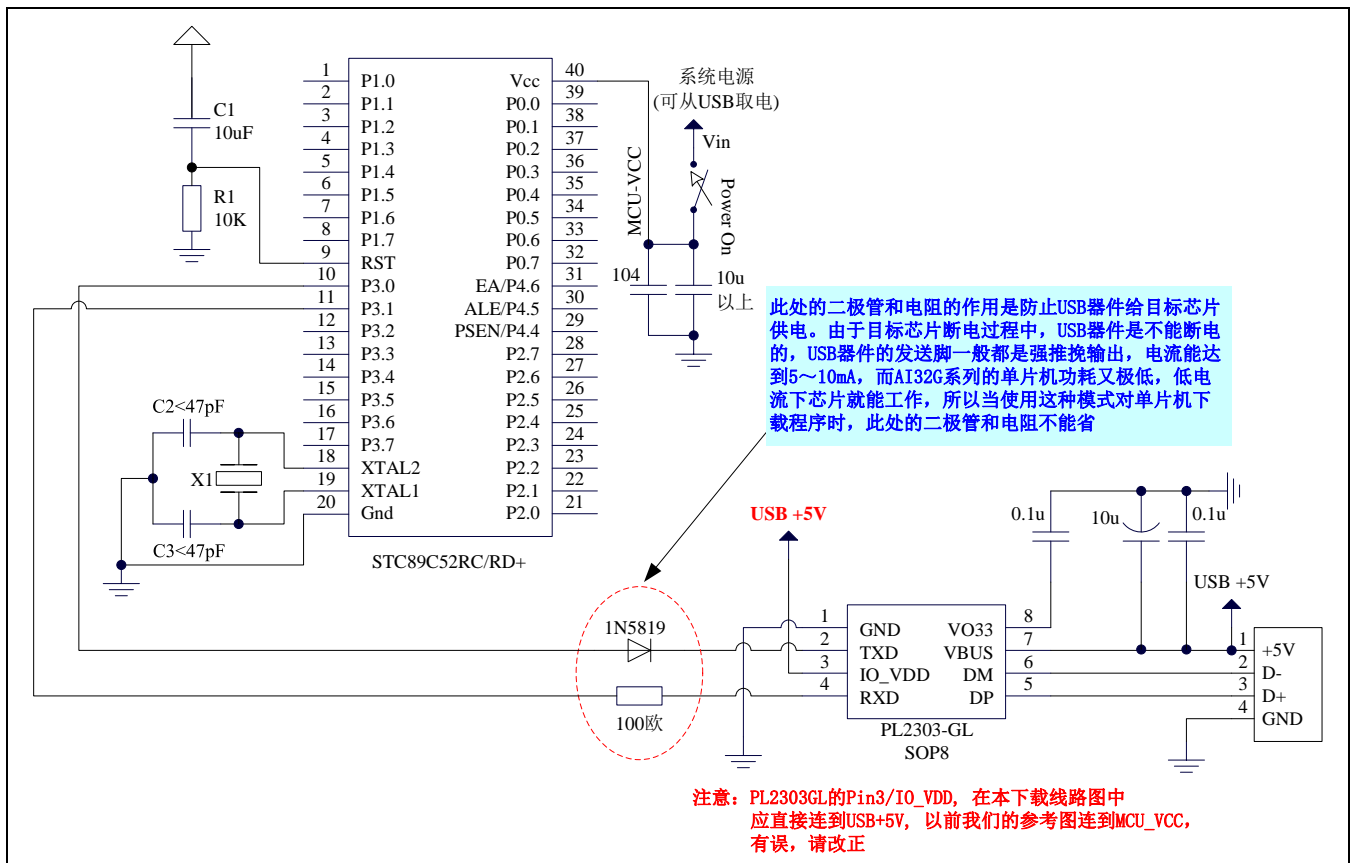 C1
10uF
R1
10K
1 P1.0
2 P1.1
3 P1.2
4 P1.3
5 P1.4
6 P1.5
7 P1.6
8 P1.7
9 RST
10 P3.0
11 P3.1
12 P3.2
13 P3.3
14 P3.4
15 P3.5
16 P3.6
17 P3.7
18 XTAL2
19 XTAL1
20 Gnd
Vcc 40
P0.0 39
P0.1 38
P0.2 37
P0.3 36
P0.4 35
P0.5 34
P0.6 33
P0.7 32
EA/P4.6 31
ALE/P4.5 30
PSEN/P4.4 29
P2.7 28
P2.6 27
P2.5 26
P2.4 25
P2.3 24
P2.2 23
P2.1 22
P2.0 21
STC89C52RC/RD+
C2<47pF
X1
C3<47pF
系统电源
(可从USB取电)
Vin
Power On
MCU-VCC
104
10u
以上
此处的二极管和电阻的作用是防止USB器件给目标芯片
供电。由于目标芯片断电过程中，USB器件是不能断电
的，USB器件的发送脚一般都是强推挽输出，电流能达
到5～10mA，而AI32G系列的单片机功耗又极低，低电
流下芯片就能工作，所以当使用这种模式对单片机下
载程序时，此处的二极管和电阻不能省
USB +5V
1N5819
100欧
1 GND
2 TXD
3 IO_VDD
4 RXD
VO33 8
VBUS 7
DM 6
DP 5
PL2303-GL
SOP8
0.1u
10u
0.1u
USB +5V
1 +5V
2 D-
3 D+
4 GND
注意：PL2303GL的Pin3/IO_VDD, 在本下载线路图中
应直接连到USB+5V, 以前我们的参考图连到MCU_VCC，
有误，请改正